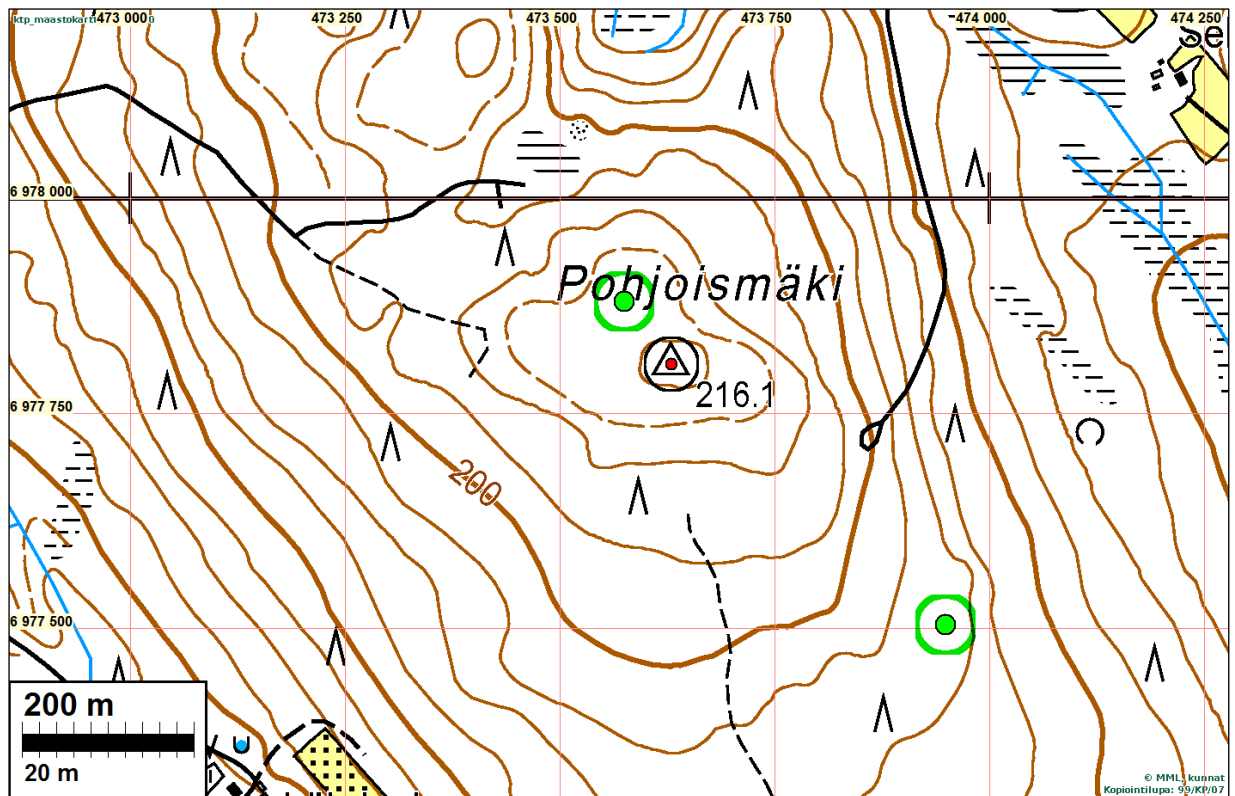 ktp_maastokartt
473 000
473 250
473 500
473 750
474 000
474 250
Se
6 978 000
Pohjoismäki
216.1
6 977 750
200
6 977 500
200 m
20 m
© MML, kunnat
Kopiointilupa: 99/KP/07